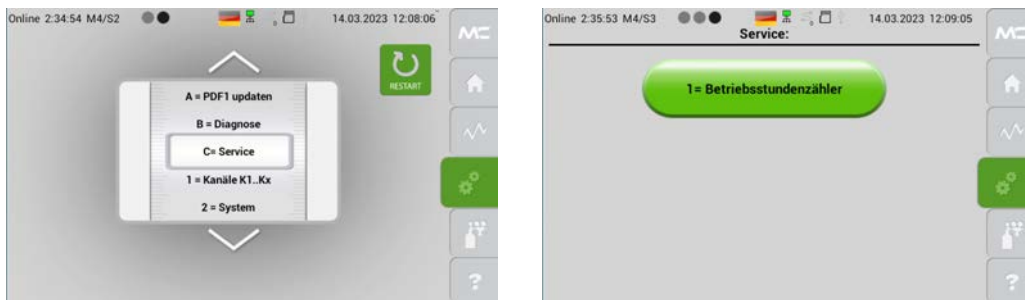 Online 2:34:54 M4/S2
14.03.2023 12:08:06
RESTART
A = PDF1 updaten
B = Diagnose
C= Service
1 = Kanäle K1..Kx
2 = System
MC
?
Online 2:35:53 M4/S3
14.03.2023 12:09:05
Service:
1= Betriebsstundenzähler
MC
?